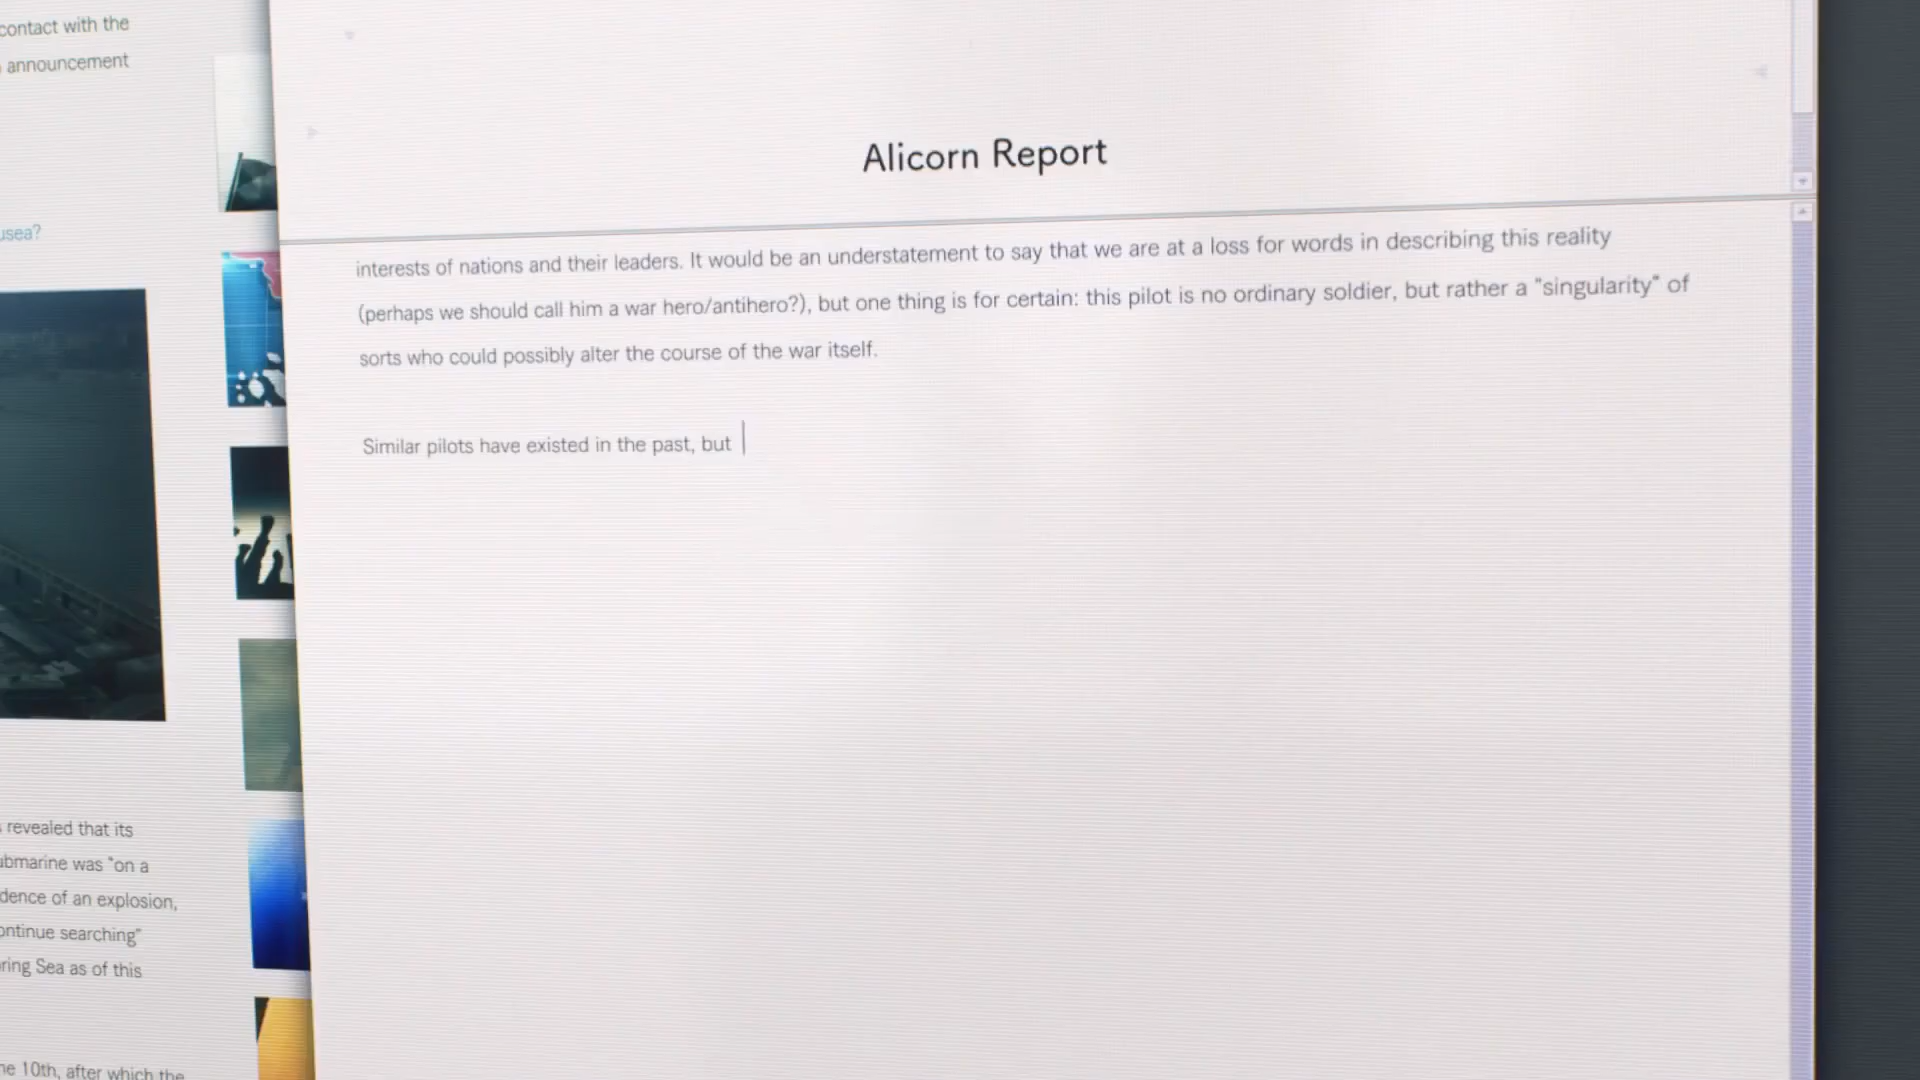 contact with the
announcement
usea?
revealed that its
ubmarine was "on a
dence of an explosion,
ontinue searching"
ring Sea as of this
ne 10th, after which the
Alicorn Report
interests of nations and their leaders. It would be an understatement to say that we are at a loss for words in describing this reality
(perhaps we should call him a war hero/antihero?), but one thing is for certain: this pilot is no ordinary soldier, but rather a "singularity" of
sorts who could possibly alter the course of the war itself.
Similar pilots have existed in the past, but